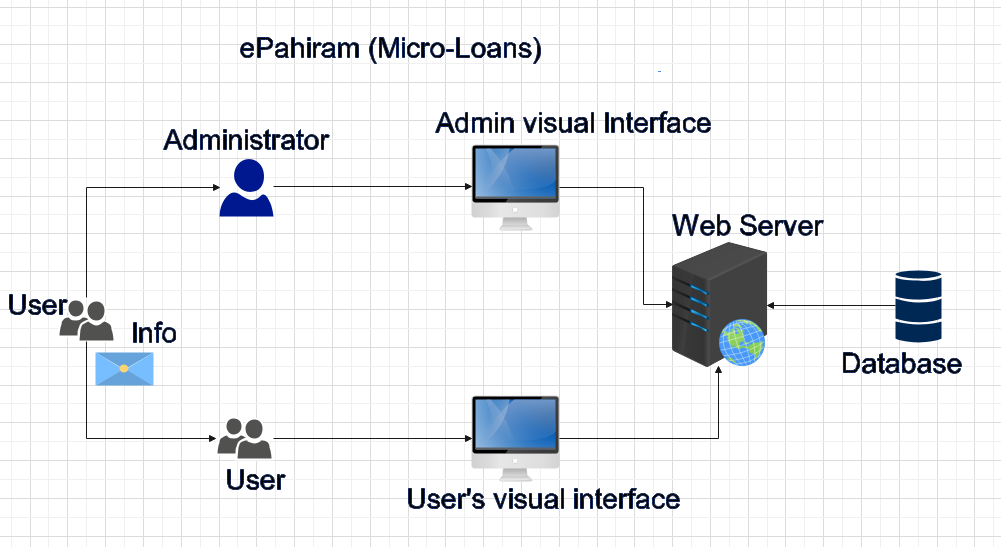 ePahiram (Micro-Loans)
Admin visual Interface
Administrator
Web Server
User
Info
Database
User
User's visual interface